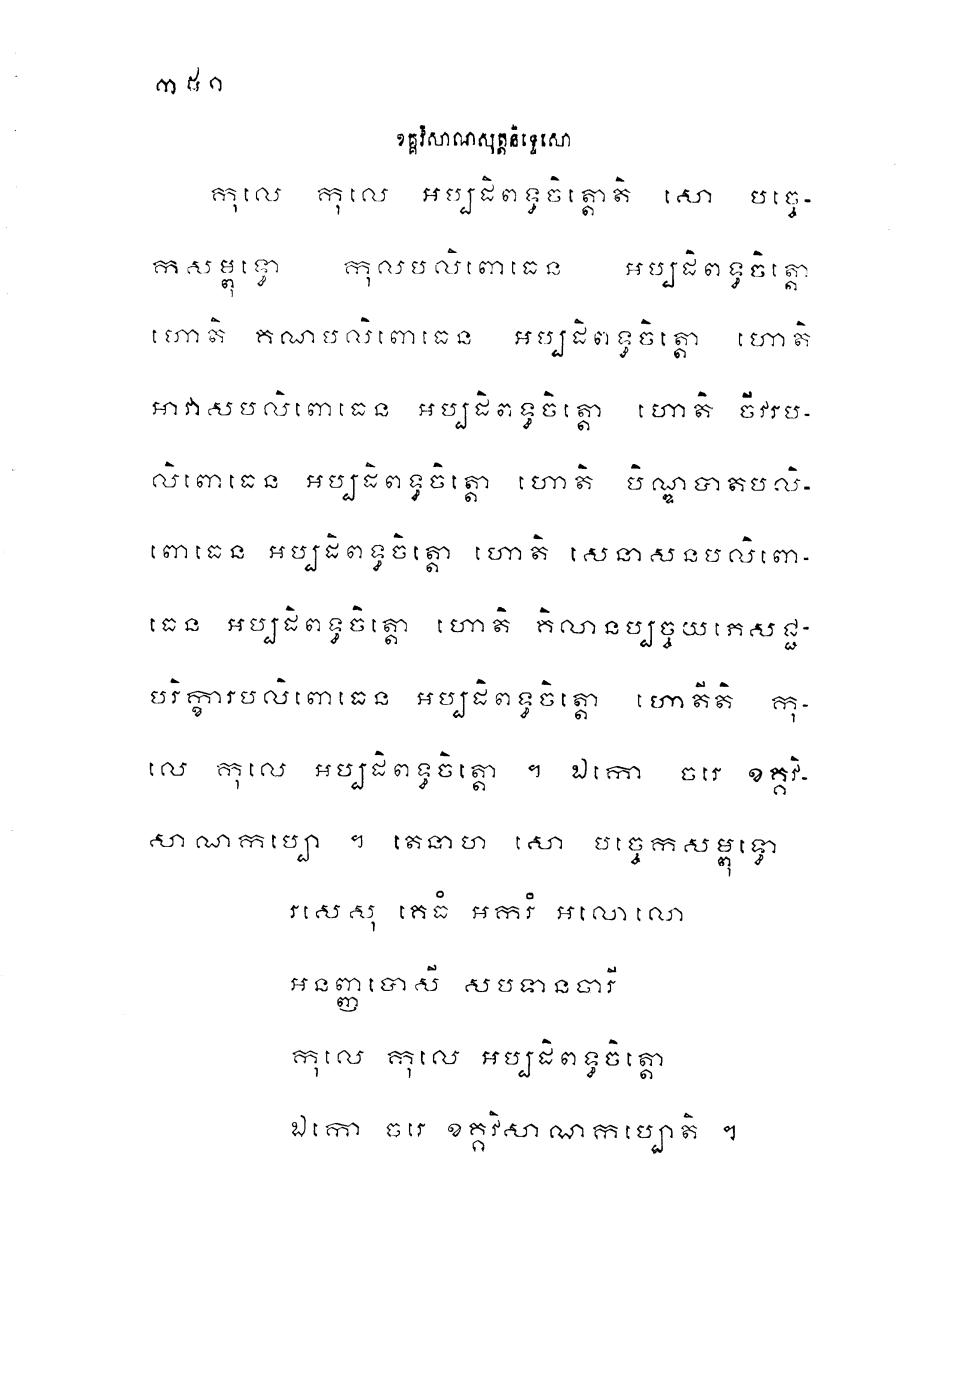 ៣៥១
ខគ្គវិសាណសុត្តនិទ្ទេសោ
កុលេ កុលេ អប្បដិពទ្ធចិត្តោតិ សោ បច្ចេ-
កសម្ពុទ្ធោ កុលបលិពោធេន អប្បដិពទ្ធចិត្តោ
ហោតិ គណបលិពោធេន អប្បដិពទ្ធចិត្តោ ហោតិ
អាវាសបលិពោធេន អប្បដិពទ្ធចិត្តោ ហោតិ ចីវរប-
លិពោធេន អប្បដិពទ្ធចិត្តោ ហោតិ បិណ្ឌបាតបលិ-
ពោធេន អប្បដិពទ្ធចិត្តោ ហោតិ សេនាសនបលិពោ-
ធេន អប្បដិពទ្ធចិត្តោ ហោតិ គិលានប្បច្ចយភេសជ្ជ-
បរិក្ខារបលិពោធេន អប្បដិពទ្ធចិត្តោ ហោតីតិ កុ-
លេ កុលេ អប្បដិពទ្ធចិត្តោ ។ ឯកោ ចរេ ខគ្គវិ-
សាណកប្បោ ។ តេនាហ សោ បច្ចេកសម្ពុទ្ធោ
រសេសុ គេធំ អករំ អលោលោ
អនញ្ញបោសី សបទានចារី
កុលេ កុលេ អប្បដិពទ្ធចិត្តោ
ឯកោ ចរេ ខគ្គវិសាណកប្បោតិ ។